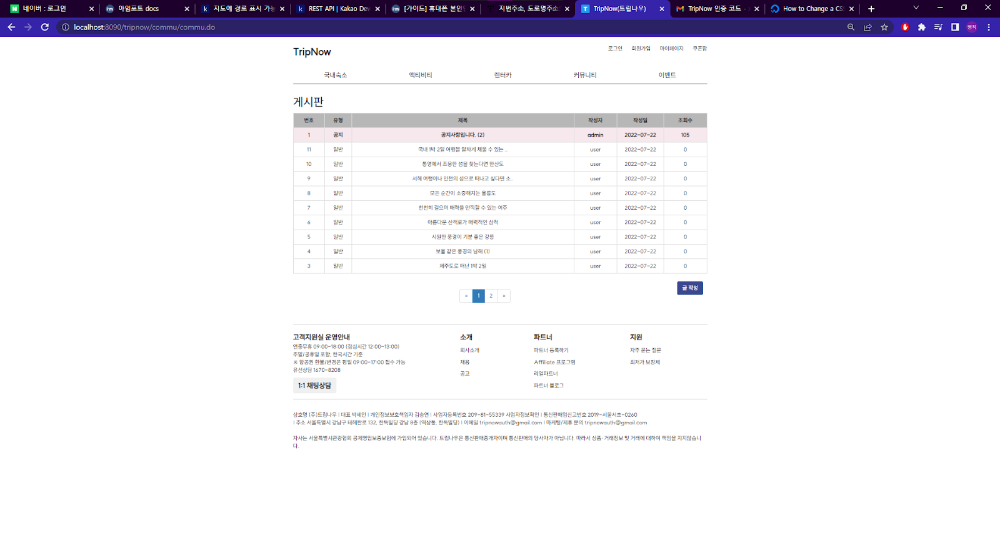 네이버 : 로그인
아임포트 docs
지도에 경로 표시 가능
REST API | Kakao Dev
[가이드] 휴대폰 본인인
지번주소, 도로명주소
TripNow(트립나우)
TripNow 인증 코드 -
How to Change a CS
localhost:8090/tripnow/commu/commu.do
병직
TripNow
로그인 회원가입 마이페이지 쿠폰함
국내숙소 액티비티 렌터카 커뮤니티 이벤트
게시판
번호 유형 제목 작성자 작성일 조회수
1 공지 공지사항입니다. (2) admin 2022-07-22 105
11 일반 국내 1박 2일 여행을 알차게 채울 수 있는 .. user 2022-07-22 0
10 일반 통영에서 조용한 섬을 찾는다면 한산도 user 2022-07-22 0
9 일반 서해 여행이나 인천의 섬으로 떠나고 싶다면 소.. user 2022-07-22 0
8 일반 모든 순간이 소중해지는 울릉도 user 2022-07-22 0
7 일반 천천히 걸으며 매력을 만끽할 수 있는 여주 user 2022-07-22 0
6 일반 아름다운 산책로가 매력적인 삼척 user 2022-07-22 0
5 일반 시원한 풍경이 기분 좋은 강릉 user 2022-07-22 0
4 일반 보물 같은 풍경의 남해 (1) user 2022-07-22 0
3 일반 제주도로 떠난 1박 2일 user 2022-07-22 0
글 작성
« 1 2 »
고객지원실 운영안내
연중무휴 09:00-18:00 (점심시간 12:00-13:00)
주말/공휴일 포함, 한국시간 기준
※ 항공권 환불/변경은 평일 09:00-17:00 접수 가능
유선상담 1670-8208
1:1 채팅상담
소개
회사소개
채용
공고
파트너
파트너 등록하기
Affiliate 프로그램
리얼파트너
파트너 블로그
지원
자주 묻는 질문
최저가 보장제
상호명 (주)트립나우 | 대표 박세인 | 개인정보보호책임자 김승연 | 사업자등록번호 209-81-55339 사업자정보확인 | 통신판매업신고번호 2019-서울서초-0260
| 주소 서울특별시 강남구 테헤란로 132, 한독빌딩 강남 8층 (역삼동, 한독빌딩) | 이메일 tripnowauth@gmail.com | 마케팅/제휴 문의 tripnowauth@gmail.com
자사는 서울특별시관광협회 공제영업보증보험에 가입되어 있습니다. 트립나우은 통신판매중개자이며 통신판매의 당사자가 아닙니다. 따라서 상품·거래정보 및 거래에 대하여 책임을 지지않습니
다.